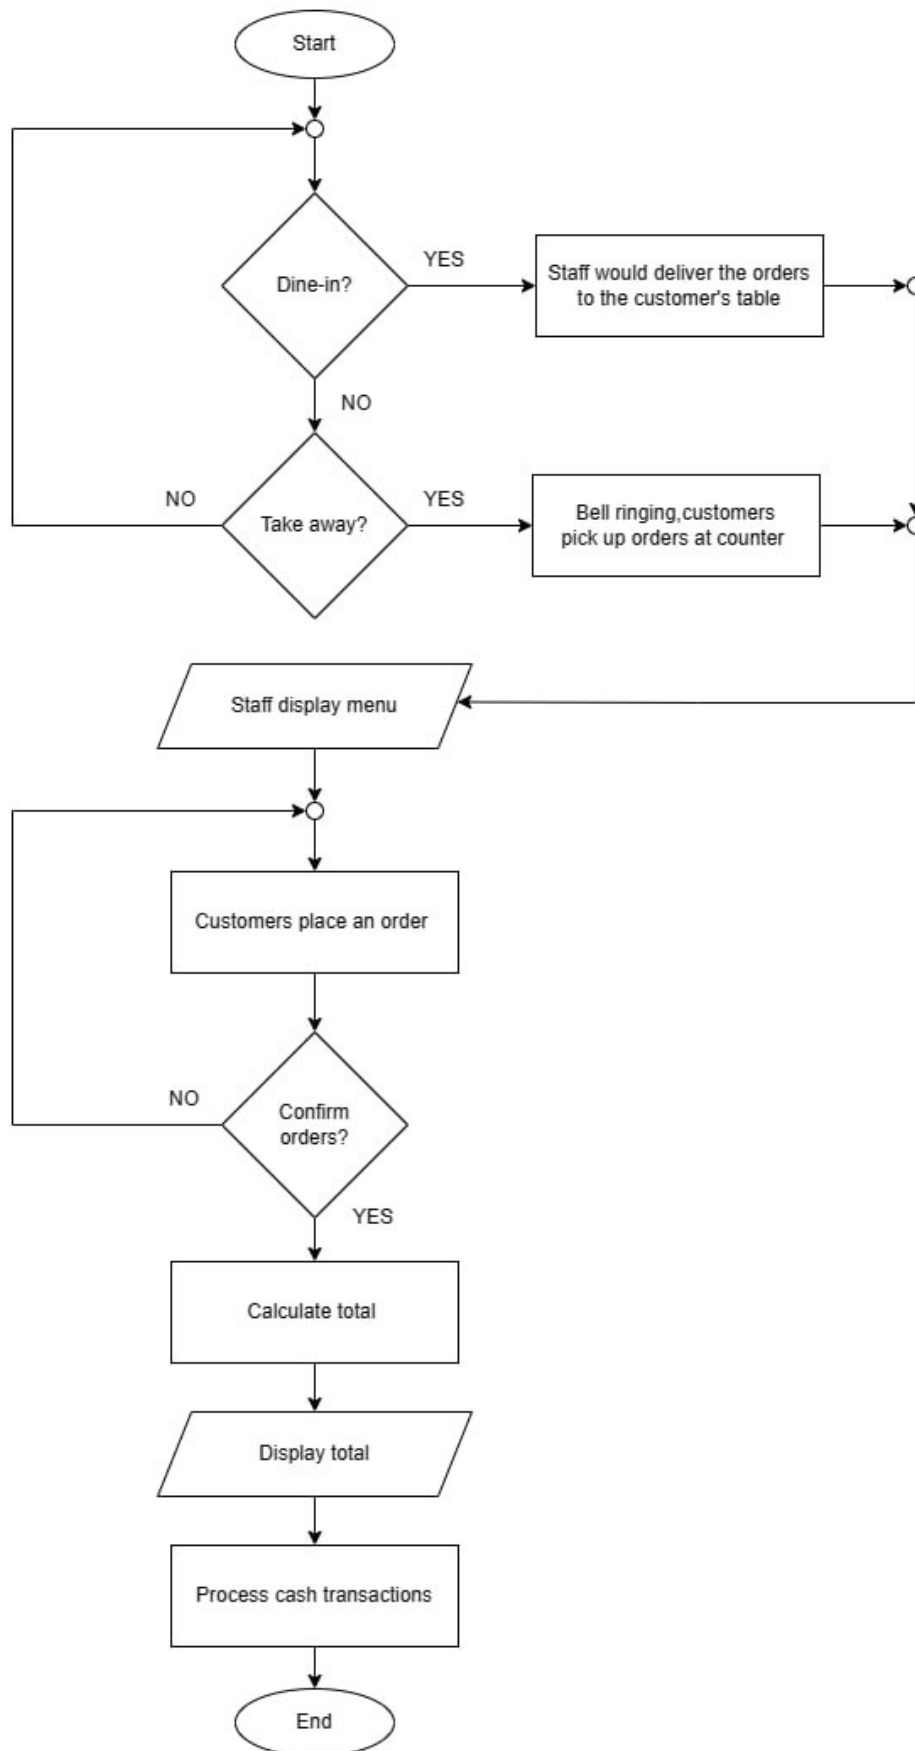 Start
Dine-in?
YES
Staff would deliver the orders
to the customer's table
NO
Take away?
NO
YES
Bell ringing,customers
pick up orders at counter
Staff display menu
Customers place an order
Confirm
orders?
NO
YES
Calculate total
Display total
Process cash transactions
End